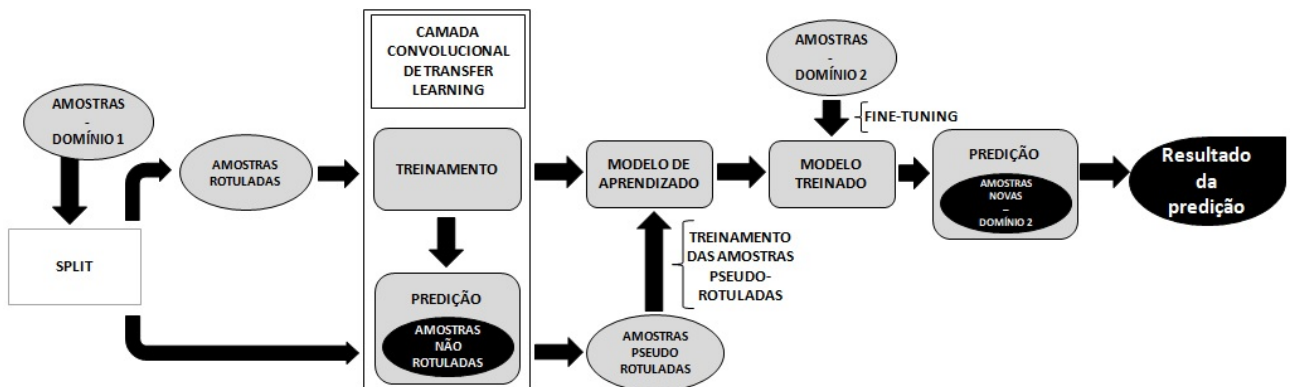 AMOSTRAS
-
DOMÍNIO 1
SPLIT
AMOSTRAS
ROTULADAS
CAMADA
CONVOLUCIONAL
DE TRANSFER
LEARNING
TREINAMENTO
PREDIÇÃO
AMOSTRAS
NÃO
ROTULADAS
MODELO DE
APRENDIZADO
TREINAMENTO
DAS AMOSTRAS
PSEUDO-
ROTULADAS
AMOSTRAS
PSEUDO
ROTULADAS
AMOSTRAS
-
DOMÍNIO 2
FINE-TUNING
MODELO
TREINADO
PREDIÇÃO
AMOSTRAS
NOVAS
–
DOMÍNIO 2
Resultado
da
predição